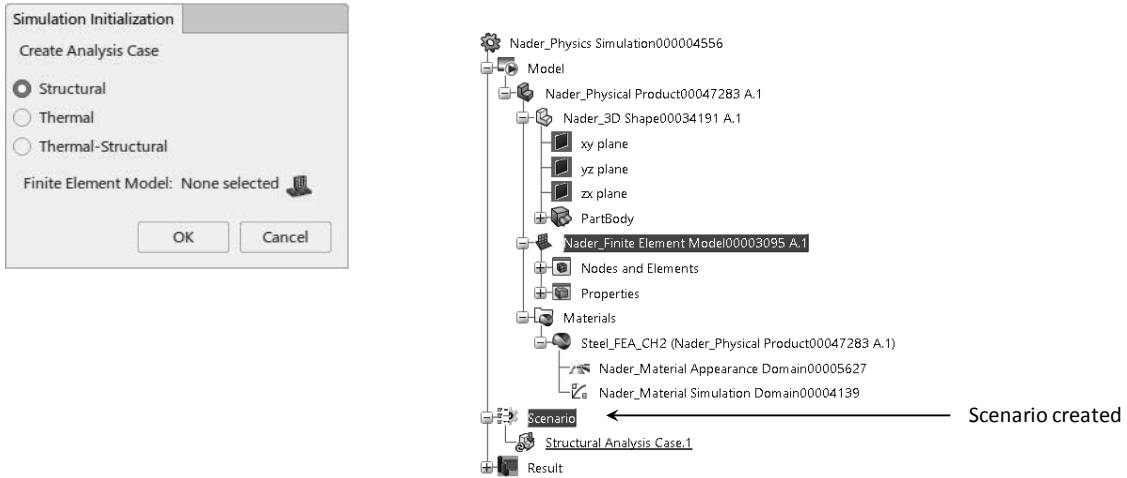 Simulation Initialization
Create Analysis Case
Structural
Thermal
Thermal-Structural
Finite Element Model: None selected
OK
Cancel
Nader_Physics Simulation000004556
Model
Nader_Physical Product00047283 A.1
Nader_3D Shape00034191 A.1
xy plane
yz plane
zx plane
PartBody
Nader_Finite Element Model00003095 A.1
Nodes and Elements
Properties
Materials
Steel_FEA_CH2 (Nader_Physical Product00047283 A.1)
Nader_Material Appearance Domain00005627
Nader_Material Simulation Domain00004139
Scenario
Scenario created
Structural Analysis Case.1
Result